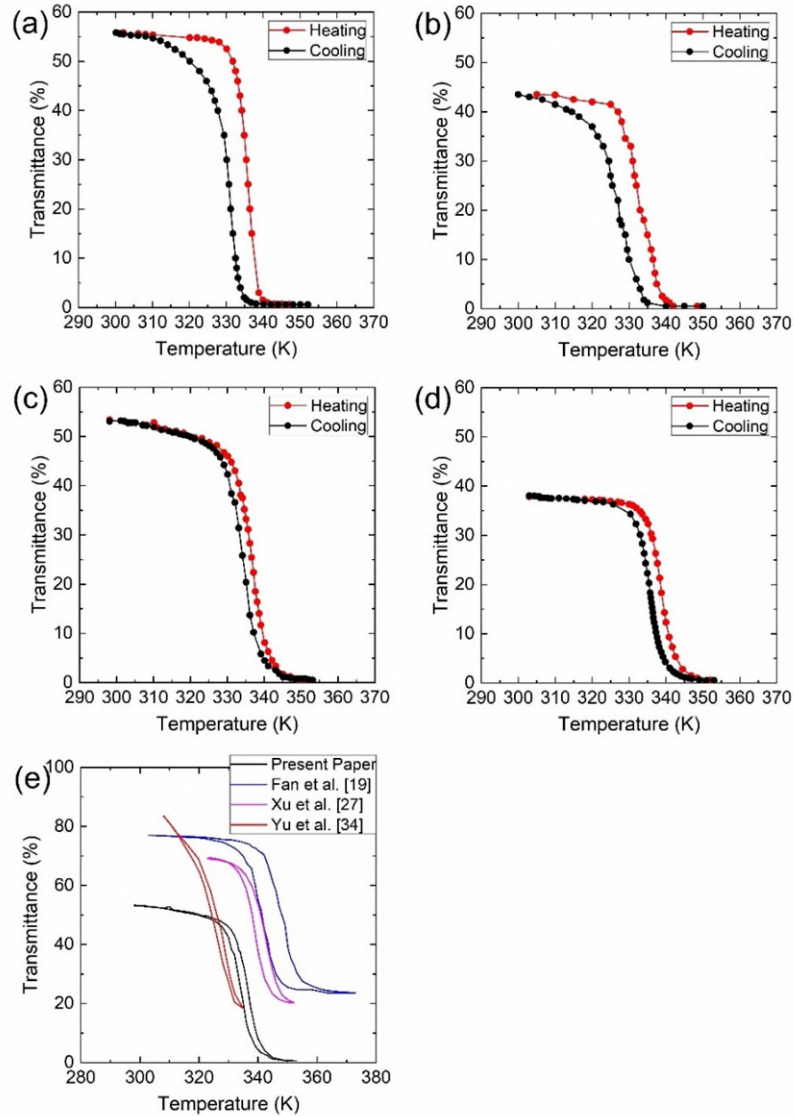 (a)
Heating
Cooling
Transmittance (%)
60
50
40
30
20
10
0
290 300 310 320 330 340 350 360 370
Temperature (K)
(b)
Heating
Cooling
Transmittance (%)
60
50
40
30
20
10
0
290 300 310 320 330 340 350 360 370
Temperature (K)
(c)
Heating
Cooling
Transmittance (%)
60
50
40
30
20
10
0
290 300 310 320 330 340 350 360 370
Temperature (K)
(d)
Heating
Cooling
Transmittance (%)
60
50
40
30
20
10
0
290 300 310 320 330 340 350 360 370
Temperature (K)
(e)
Present Paper
Fan et al. [19]
Xu et al. [27]
Yu et al. [34]
Transmittance (%)
100
80
60
40
20
0
280 300 320 340 360 380
Temperature (K)